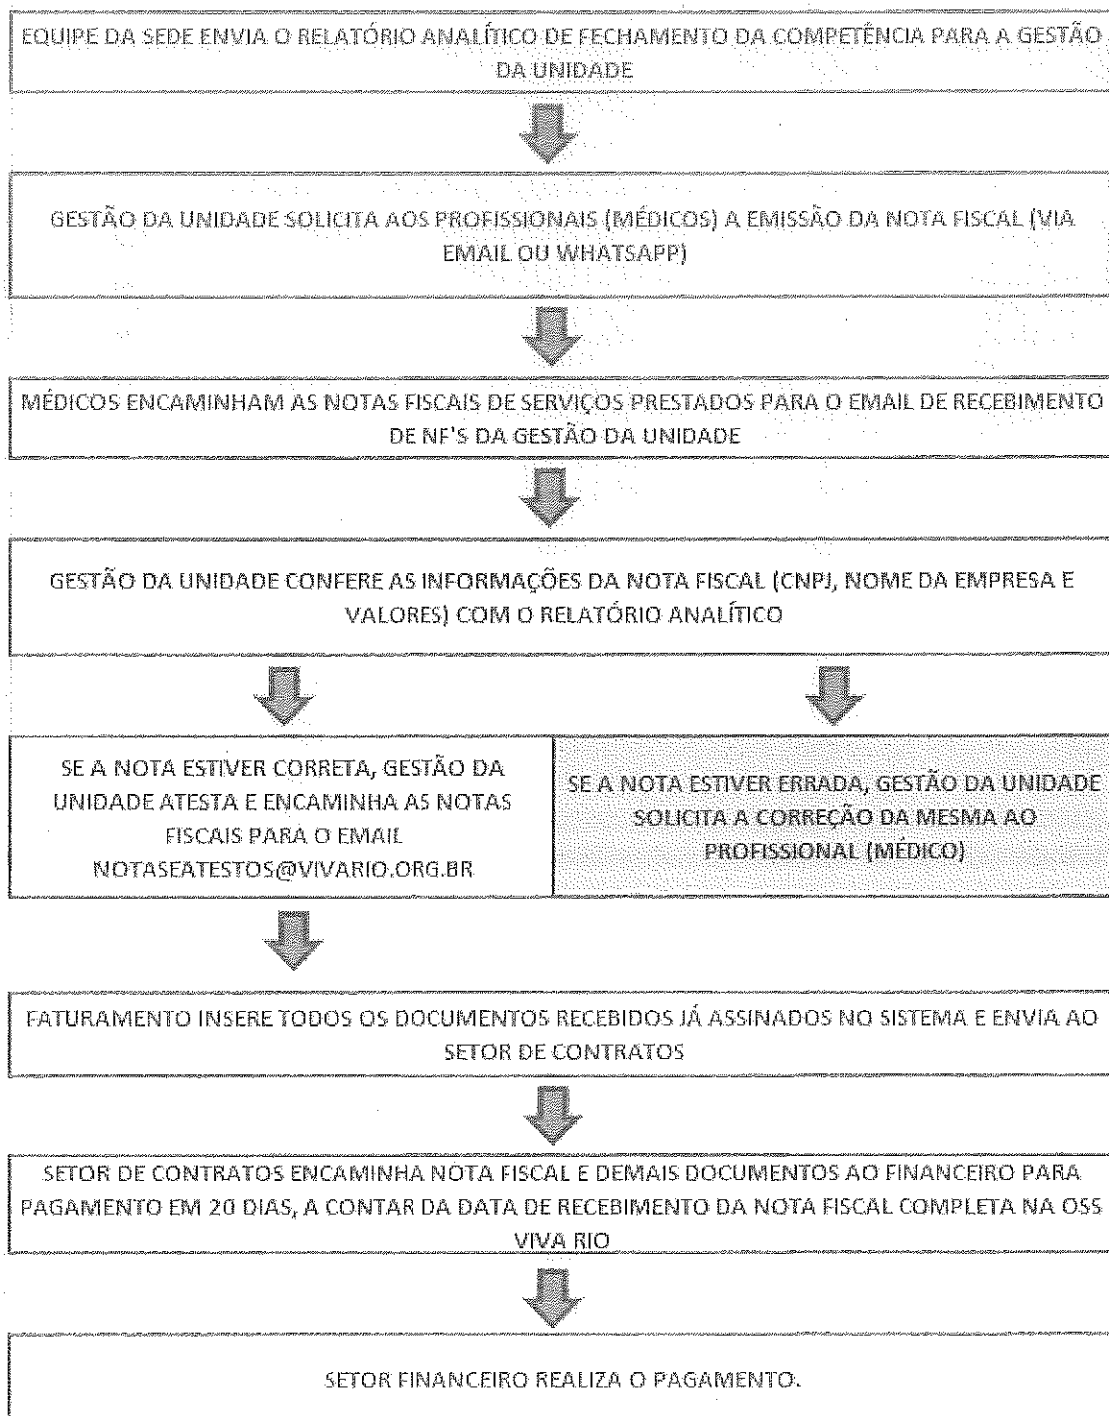 EQUIPE DA SEDE ENVIA O RELATÓRIO ANALÍTICO DE FECHAMENTO DA COMPETÊNCIA PARA A GESTÃO
DA UNIDADE
GESTÃO DA UNIDADE SOLICITA AOS PROFISSIONAIS (MÉDICOS) A EMISSÃO DA NOTA FISCAL (VIA
EMAIL OU WHATSAPP)
MÉDICOS ENCAMINHAM AS NOTAS FISCAIS DE SERVIÇOS PRESTADOS PARA O EMAIL DE RECEBIMENTO
DE NF'S DA GESTÃO DA UNIDADE
GESTÃO DA UNIDADE CONFERE AS INFORMAÇÕES DA NOTA FISCAL (CNPJ, NOME DA EMPRESA E
VALORES) COM O RELATÓRIO ANALÍTICO
SE A NOTA ESTIVER CORRETA, GESTÃO DA
UNIDADE ATESTA E ENCAMINHA AS NOTAS
FISCAIS PARA O EMAIL
NOTASEATESTOS@VIVARIO.ORG.BR
SE A NOTA ESTIVER ERRADA, GESTÃO DA UNIDADE
SOLICITA A CORREÇÃO DA MESMA AO
PROFISSIONAL (MÉDICO)
FATURAMENTO INSERE TODOS OS DOCUMENTOS RECEBIDOS JÁ ASSINADOS NO SISTEMA E ENVIA AO
SETOR DE CONTRATOS
SETOR DE CONTRATOS ENCAMINHA NOTA FISCAL E DEMAIS DOCUMENTOS AO FINANCEIRO PARA
PAGAMENTO EM 20 DIAS, A CONTAR DA DATA DE RECEBIMENTO DA NOTA FISCAL COMPLETA NA OSS
VIVA RIO
SETOR FINANCEIRO REALIZA O PAGAMENTO.